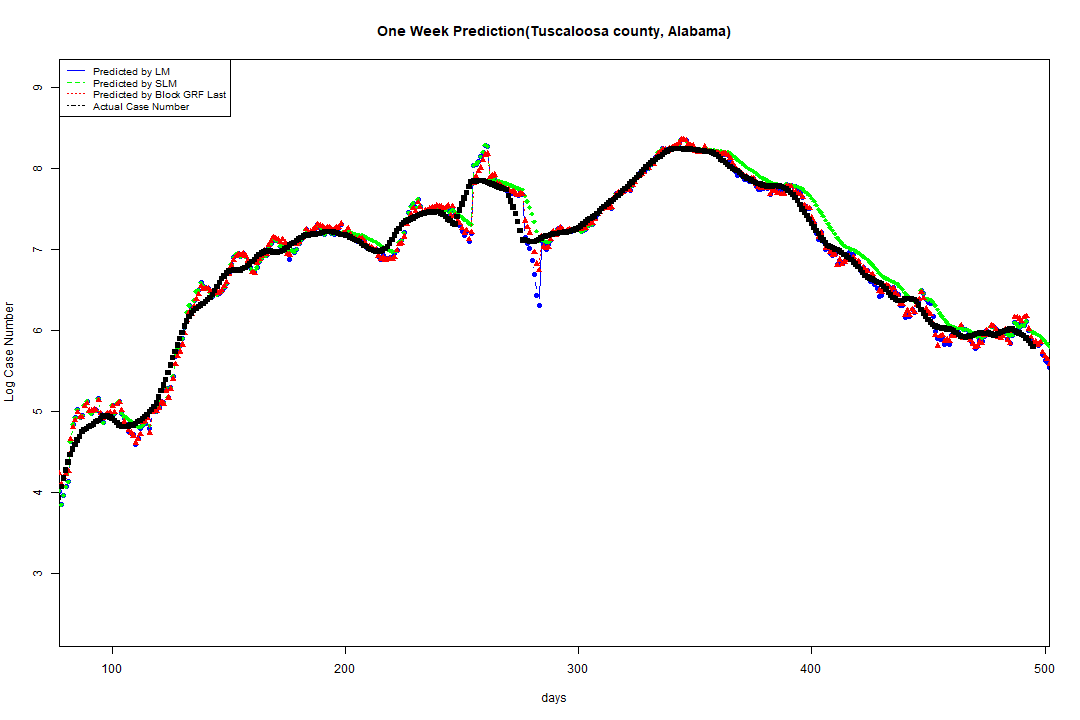 One Week Prediction(Tuscaloosa county, Alabama)
Predicted by LM
Predicted by SLM
Predicted by Block GRF Last
Actual Case Number
9
8
7
6
5
4
3
Log Case Number
100 200 300 400 500
days